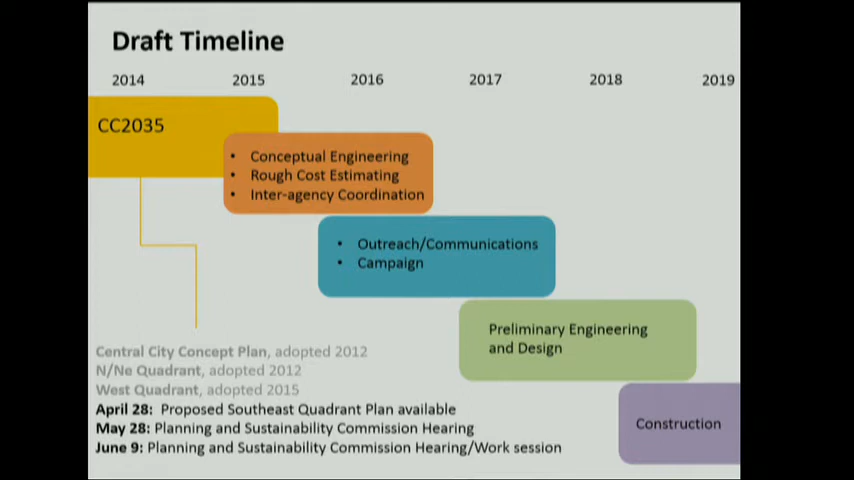 Draft Timeline
2014 2015 2016 2017 2018 2019
CC2035
• Conceptual Engineering
• Rough Cost Estimating
• Inter-agency Coordination
• Outreach/Communications
• Campaign
Preliminary Engineering
and Design
Central City Concept Plan, adopted 2012
N/Ne Quadrant, adopted 2012
West Quadrant, adopted 2015
April 28: Proposed Southeast Quadrant Plan available
May 28: Planning and Sustainability Commission Hearing
June 9: Planning and Sustainability Commission Hearing/Work session
Construction